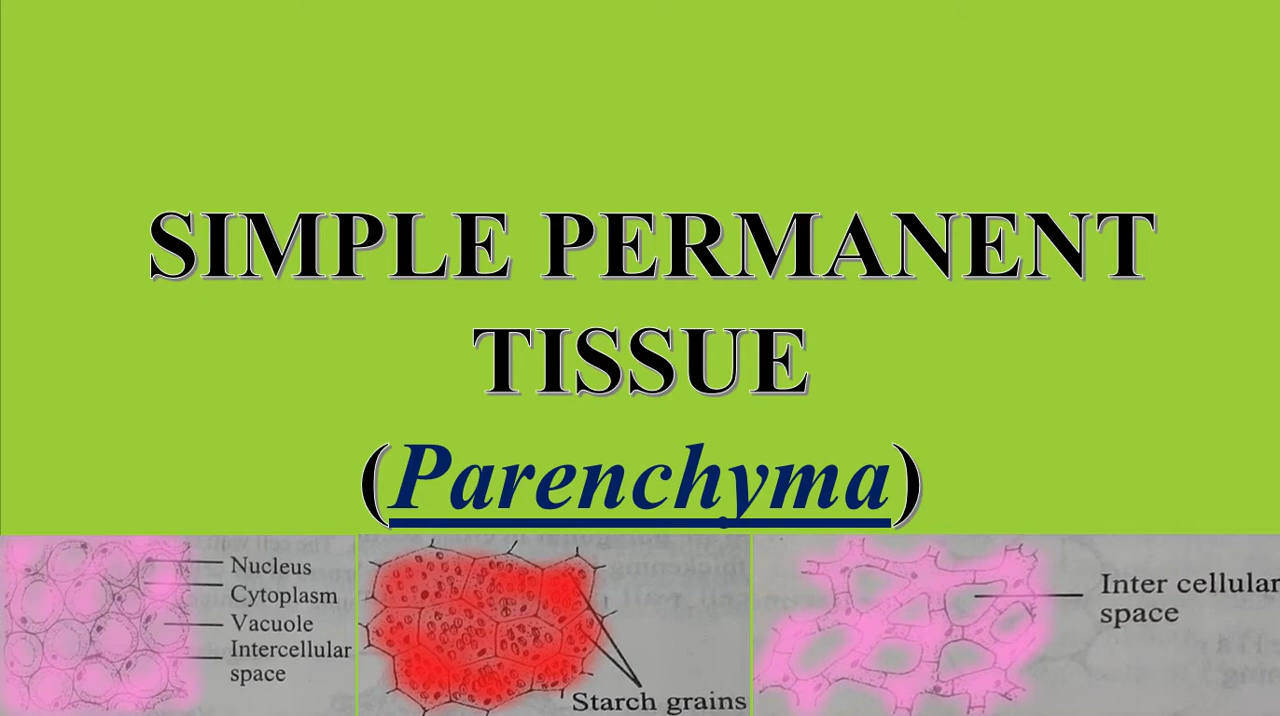 SIMPLE PERMANENT
TISSUE
(Parenchyma)
Nucleus
Cytoplasm
Vacuole
Intercellular
space
Starch grains
Inter cellular
space